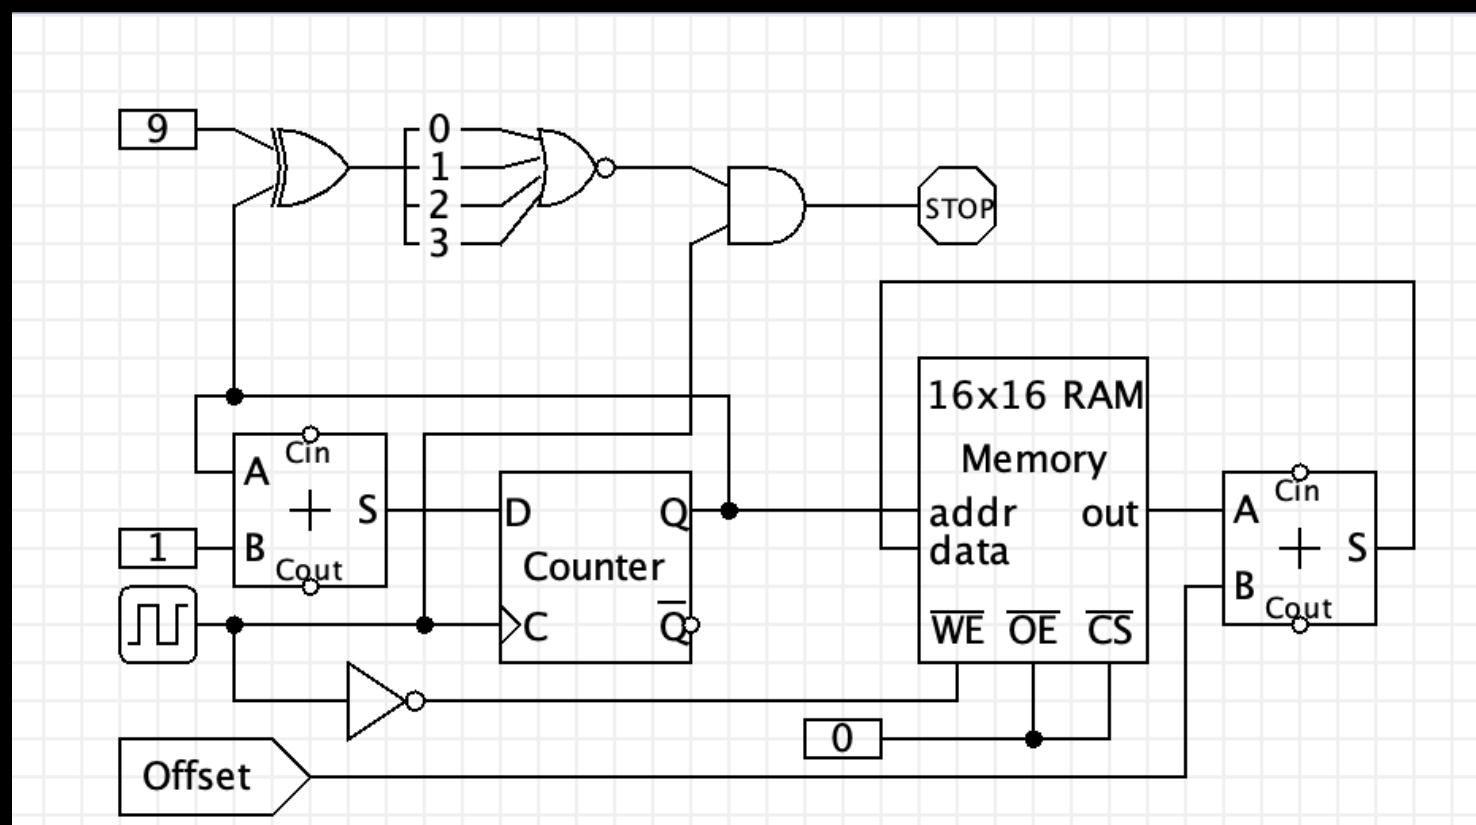 9
0
1
2
3
STOP
16x16 RAM
Memory
addr out
data
WE OE CS
Cin
A
S
B
Cout
1
D Q
Counter
C Q
Cin
A
S
B
Cout
0
Offset